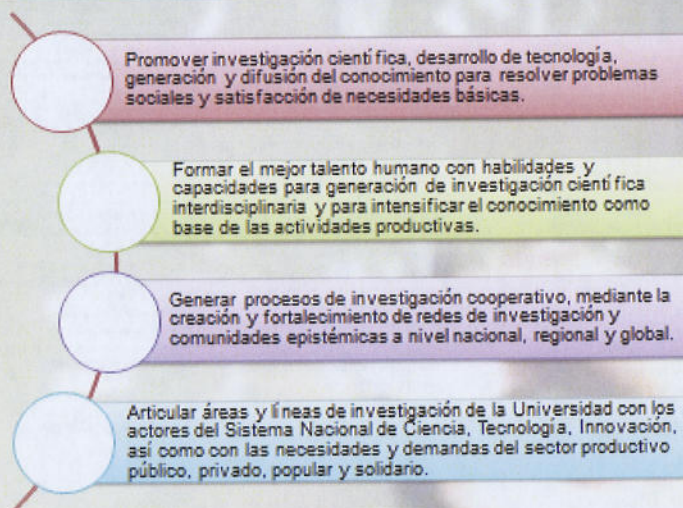 Promover investigación científica, desarrollo de tecnología,
generación y difusión del conocimiento para resolver problemas
sociales y satisfacción de necesidades básicas.
Formar el mejor talento humano con habilidades y
capacidades para generación de investigación científica
interdisciplinaria y para intensificar el conocimiento como
base de las actividades productivas.
Generar procesos de investigación cooperativo, mediante la
creación y fortalecimiento de redes de investigación y
comunidades epistémicas a nivel nacional, regional y global.
Articular áreas y líneas de investigación de la Universidad con los
actores del Sistema Nacional de Ciencia, Tecnología, Innovación,
así como con las necesidades y demandas del sector productivo
público, privado, popular y solidario.